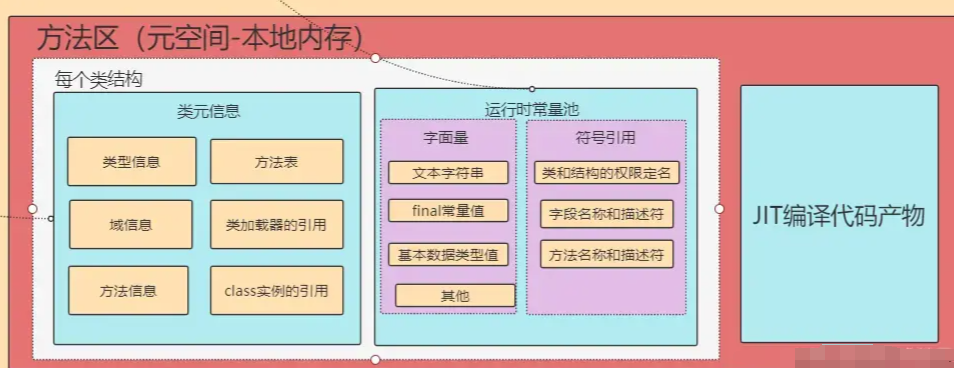 方法区（元空间-本地内存）
每个类结构
类元信息
类型信息
方法表
域信息
类加载器的引用
方法信息
class实例的引用
运行时常量池
字面量
文本字符串
final常量值
基本数据类型值
其他
符号引用
类和结构的权限定名
字段名称和描述符
方法名称和描述符
JIT编译代码产物